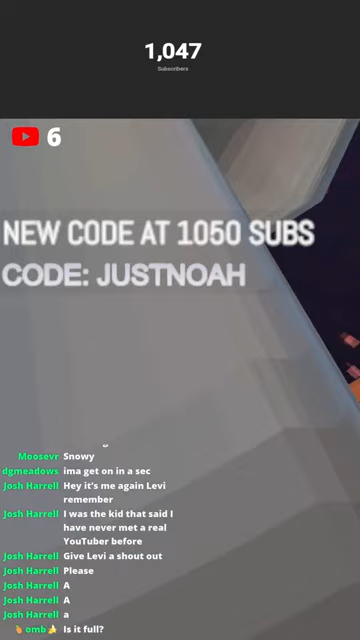 1,047
Subscribers
6
NEW CODE AT 1050 SUBS
CODE: JUSTNOAH
Moosevr Snowy
dgmeadows ima get on in a sec
Josh Harrell Hey it's me again Levi
remember
Josh Harrell I was the kid that said I
have never met a real
YouTuber before
Josh Harrell Give Levi a shout out
Josh Harrell Please
Josh Harrell A
Josh Harrell A
Josh Harrell a
omb Is it full?